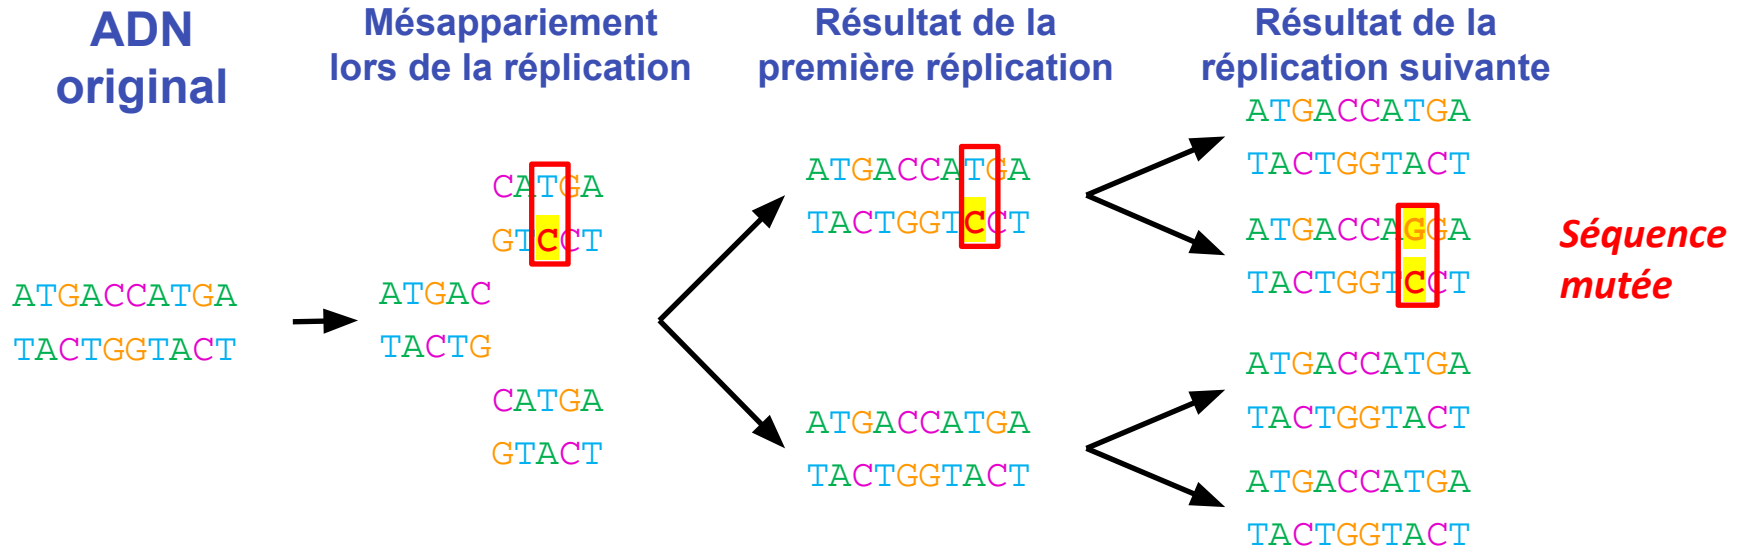 ADN
original
Mésappariement
lors de la réplication
Résultat de la
première réplication
Résultat de la
réplication suivante
ATGACCATGA
TACTGGTACT
CATGA
GTCCT
ATGAC
TACTG
CATGA
GTACT
ATGACCATGA
TACTGGTCCT
ATGACCATGA
TACTGGTACT
ATGACCATGA
TACTGGTACT
ATGACCAGGA
TACTGGTCCT
ATGACCATGA
TACTGGTACT
ATGACCATGA
TACTGGTACT
Séquence
mutée